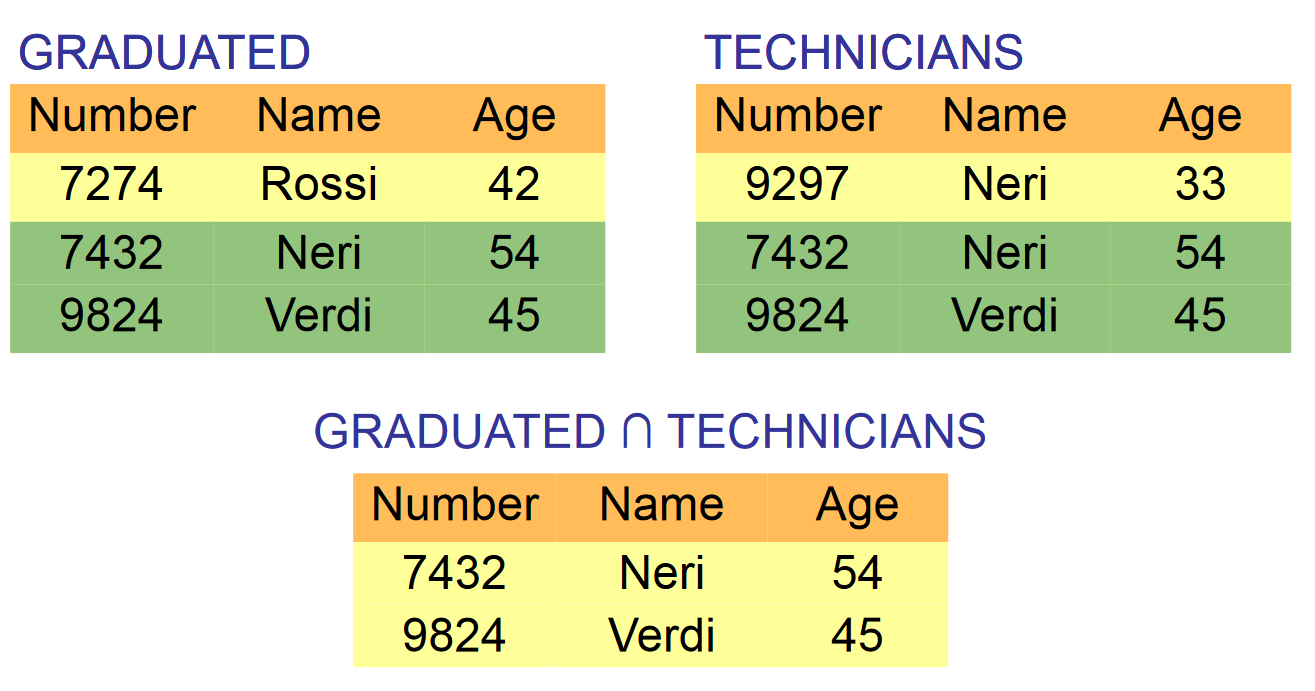 GRADUATED
Number Name Age
7274 Rossi 42
7432 Neri 54
9824 Verdi 45
TECHNICIANS
Number Name Age
9297 Neri 33
7432 Neri 54
9824 Verdi 45
GRADUATED ∩ TECHNICIANS
Number Name Age
7432 Neri 54
9824 Verdi 45